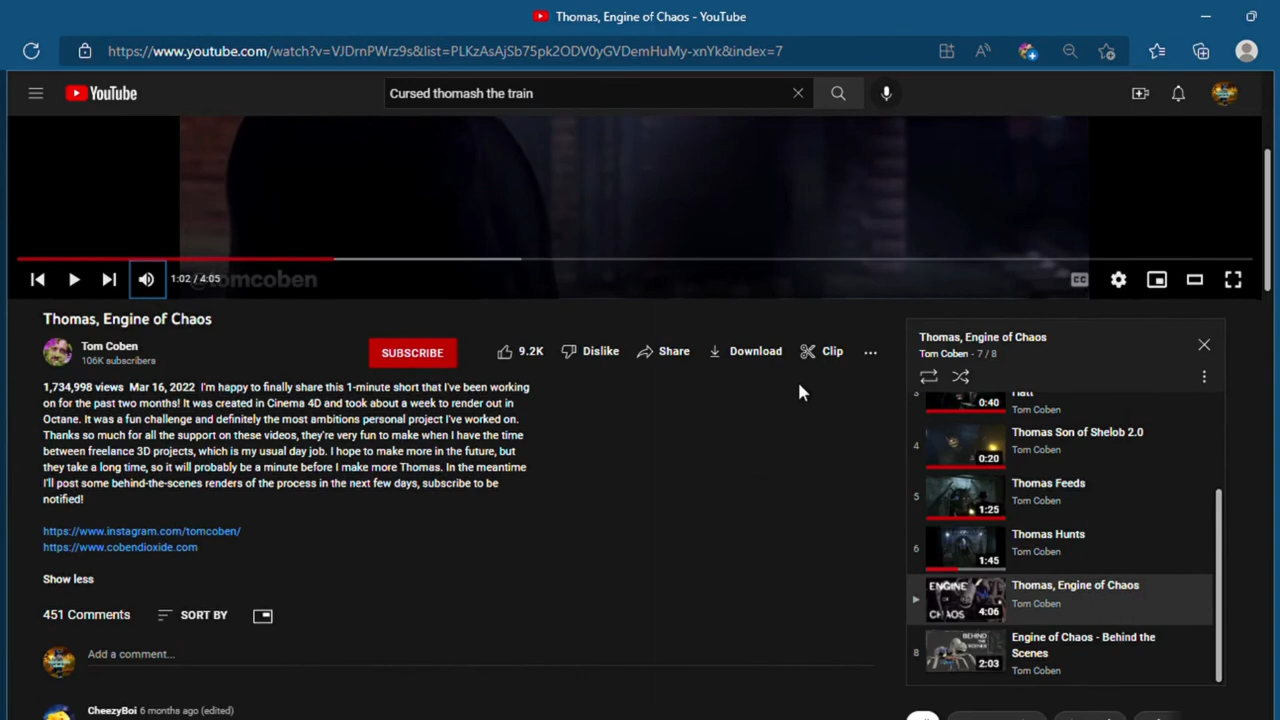 Thomas, Engine of Chaos - YouTube
https://www.youtube.com/watch?v=VJDrnPWrz9s&list=PLKzAsAjSb75pk2ODV0yGVDemHuMy-xnYk&index=7
YouTube
Cursed thomash the train
1:02 / 4:05
@tomcoben
CC
Thomas, Engine of Chaos
Tom Coben
106K subscribers
SUBSCRIBE
9.2K
Dislike
Share
Download
Clip
1,734,998 views Mar 16, 2022 I'm happy to finally share this 1-minute short that I've been working
on for the past two months! It was created in Cinema 4D and took about a week to render out in
Octane. It was a fun challenge and definitely the most ambitions personal project I've worked on.
Thanks so much for all the support on these videos, they're very fun to make when I have the time
between freelance 3D projects, which is my usual day job. I hope to make more in the future, but
they take a long time, so it will probably be a minute before I make more Thomas. In the meantime
I'll post some behind-the-scenes renders of the process in the next few days, subscribe to be
notified!
https://www.instagram.com/tomcoben/
https://www.cobendioxide.com
Show less
451 Comments
SORT BY
Add a comment...
CheezyBoi 6 months ago (edited)
Thomas, Engine of Chaos
Tom Coben - 7 / 8
0:40
Tom Coben
4
0:20
Thomas Son of Shelob 2.0
Tom Coben
5
1:25
Thomas Feeds
Tom Coben
6
1:45
Thomas Hunts
Tom Coben
ENGINE
CHAOS
4:06
Thomas, Engine of Chaos
Tom Coben
8
BEHIND
THE
SCENES
2:03
Engine of Chaos - Behind the
Scenes
Tom Coben